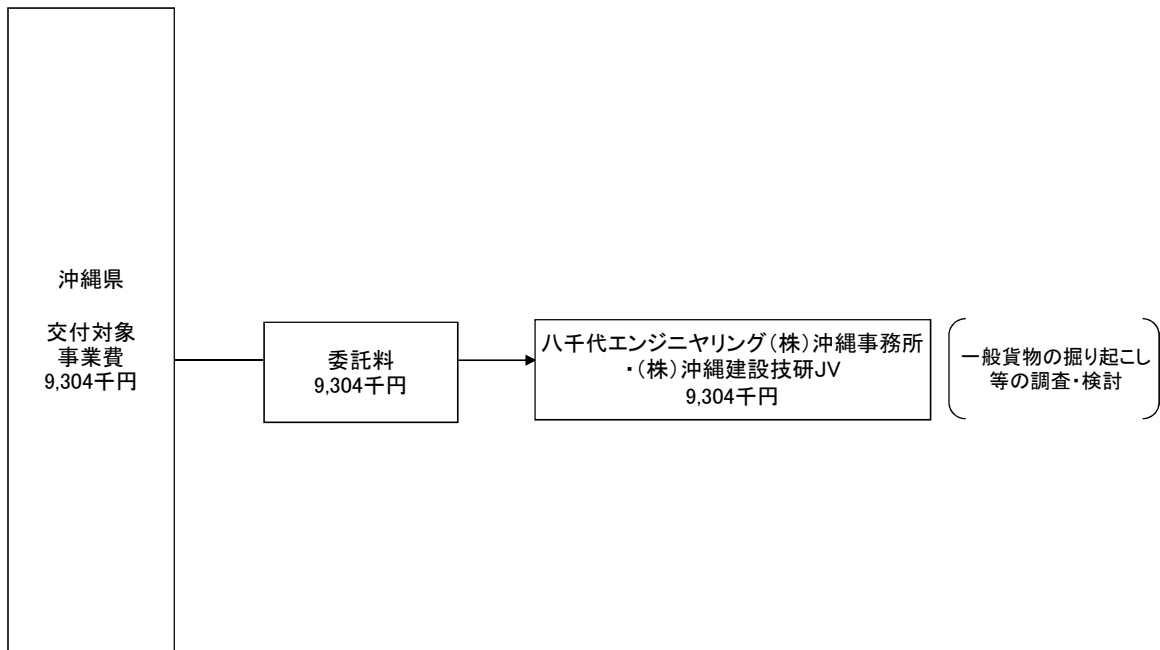 沖縄県
交付対象
事業費
9,304千円
委託料
9,304千円
八千代エンジニヤリング(株)沖縄事務所
・(株)沖縄建設技研JV
9,304千円
一般貨物の掘り起こし
等の調査・検討